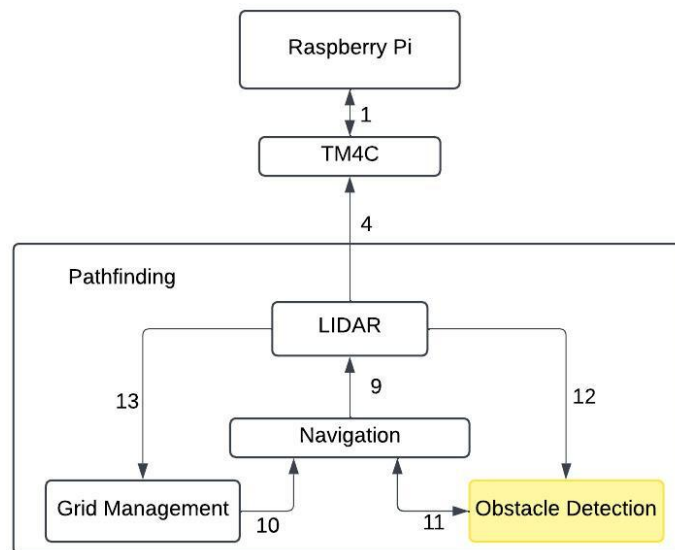 Raspberry Pi
1
TM4C
4
Pathfinding
LIDAR
13
9
12
Navigation
Grid Management
10
11
Obstacle Detection